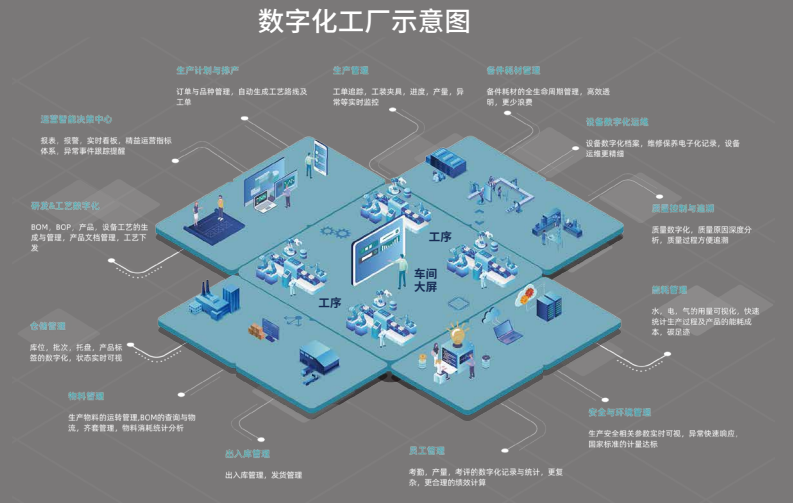 数字化工厂示意图
生产计划与排产
订单与品种管理，自动生成工艺路线及
工单
生产管理
工单追踪，工装夹具，进度，产量，异
常等实时监控
备件耗材管理
备件耗材的全生命周期管理，高效透
明，更少浪费
运营智能决策中心
报表、报警，实时看板，精益运营指标
体系，异常事件跟踪提醒
设备数字化运维
设备数字化档案，维修保养电子化记录，设备
运维更精细
研发&工艺数字化
BOM、BOP、产品，设备工艺的生
成与管理，产品文档管理，工艺下
发
质量控制与追溯
质量数字化，质量原因深度分
析，质量过程方便追溯
工序
车间
大屏
工序
能耗管理
水，电，气的用量可视化，快速
统计生产过程及产品的能耗成
本，碳足迹
仓储管理
库位，批次，托盘，产品标
签的数字化，状态实时可视
物料管理
生产物料的运转管理,BOM的查询与物
流，齐套管理，物料消耗统计分析
安全与环境管理
生产安全相关参数实时可视，异常快速响应，
国家标准的计量达标
出入库管理
出入库管理，发货管理
员工管理
考勤，产量，考评的数字化记录与统计，更复
杂，更合理的绩效计算